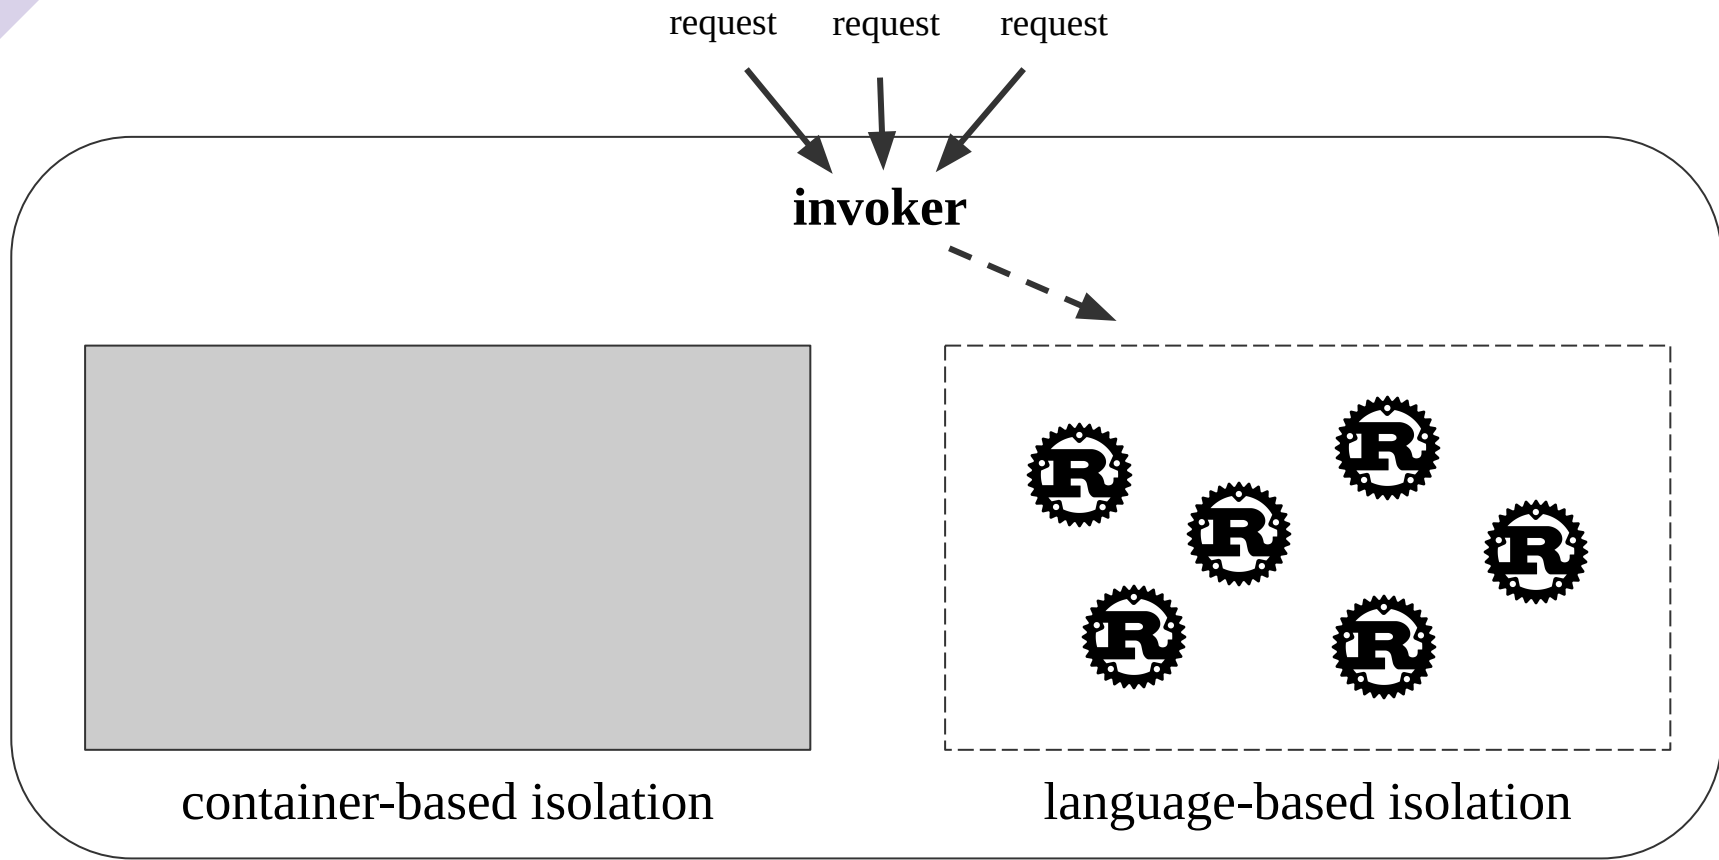 request request request
invoker
R
R
R
R
R
R
container-based isolation
language-based isolation